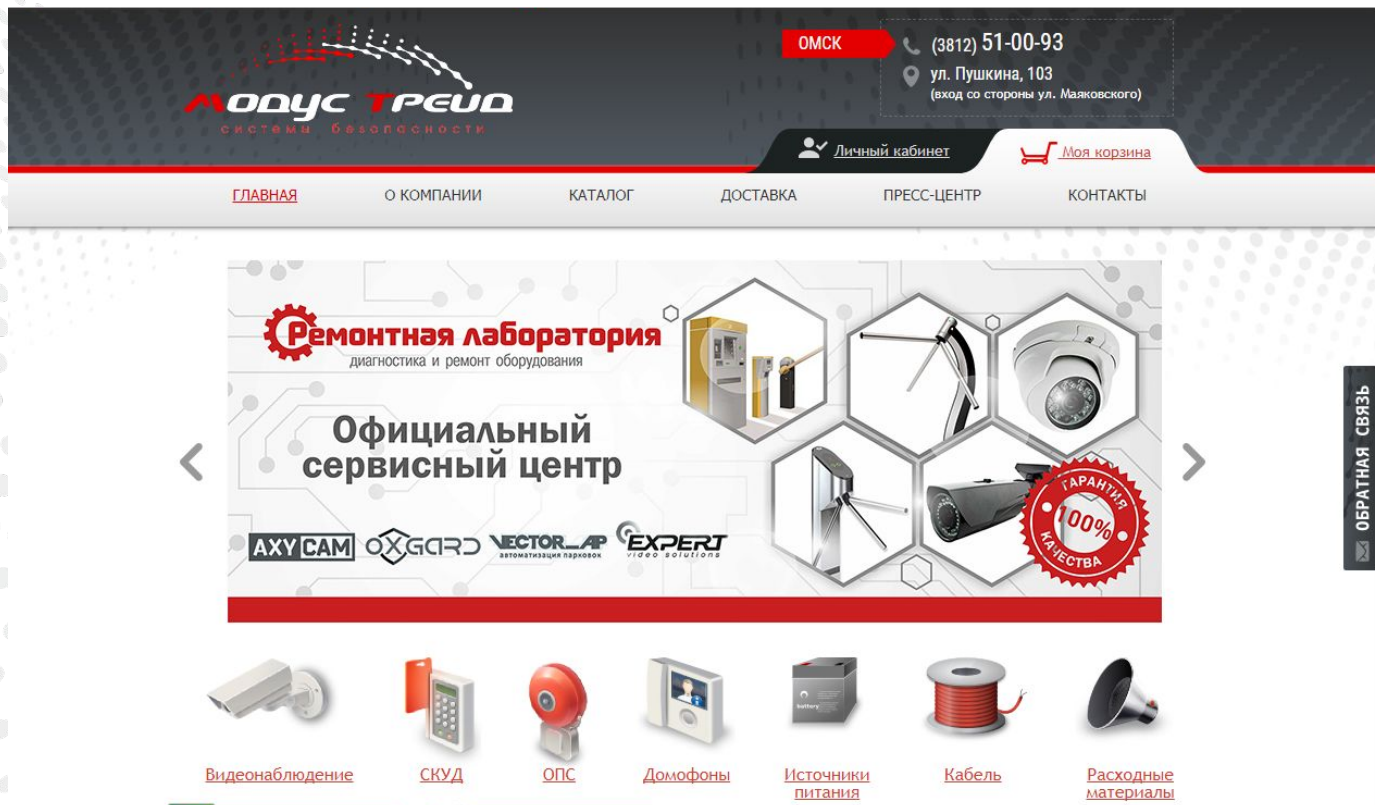 Модус Трейд
системы безопасности
ОМСК
(3812) 51-00-93
ул. Пушкина, 103
(вход со стороны ул. Маяковского)
Личный кабинет
Моя корзина
ГЛАВНАЯ
О КОМПАНИИ
КАТАЛОГ
ДОСТАВКА
ПРЕСС-ЦЕНТР
КОНТАКТЫ
Ремонтная лаборатория
диагностика и ремонт оборудования
Официальный
сервисный центр
AXYCAM
OXGARD
VECTOR_AP
автоматизация парковок
EXPERT
video solutions
ГАРАНТИЯ
100%
КАЧЕСТВА
ОБРАТНАЯ СВЯЗЬ
battery
Видеонаблюдение
СКУД
ОПС
Домофоны
Источники
питания
Кабель
Расходные
материалы